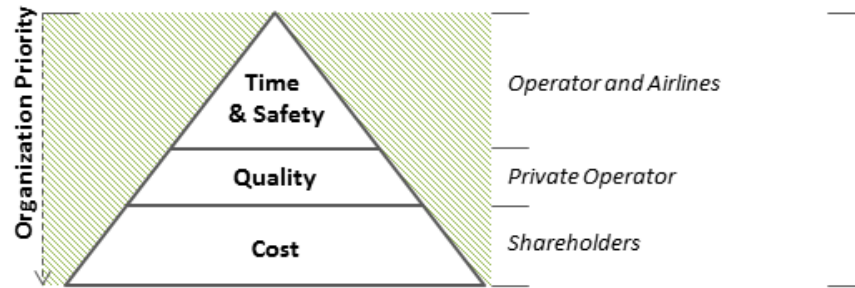 Organization Priority
Time
& Safety
Operator and Airlines
Quality
Private Operator
Cost
Shareholders